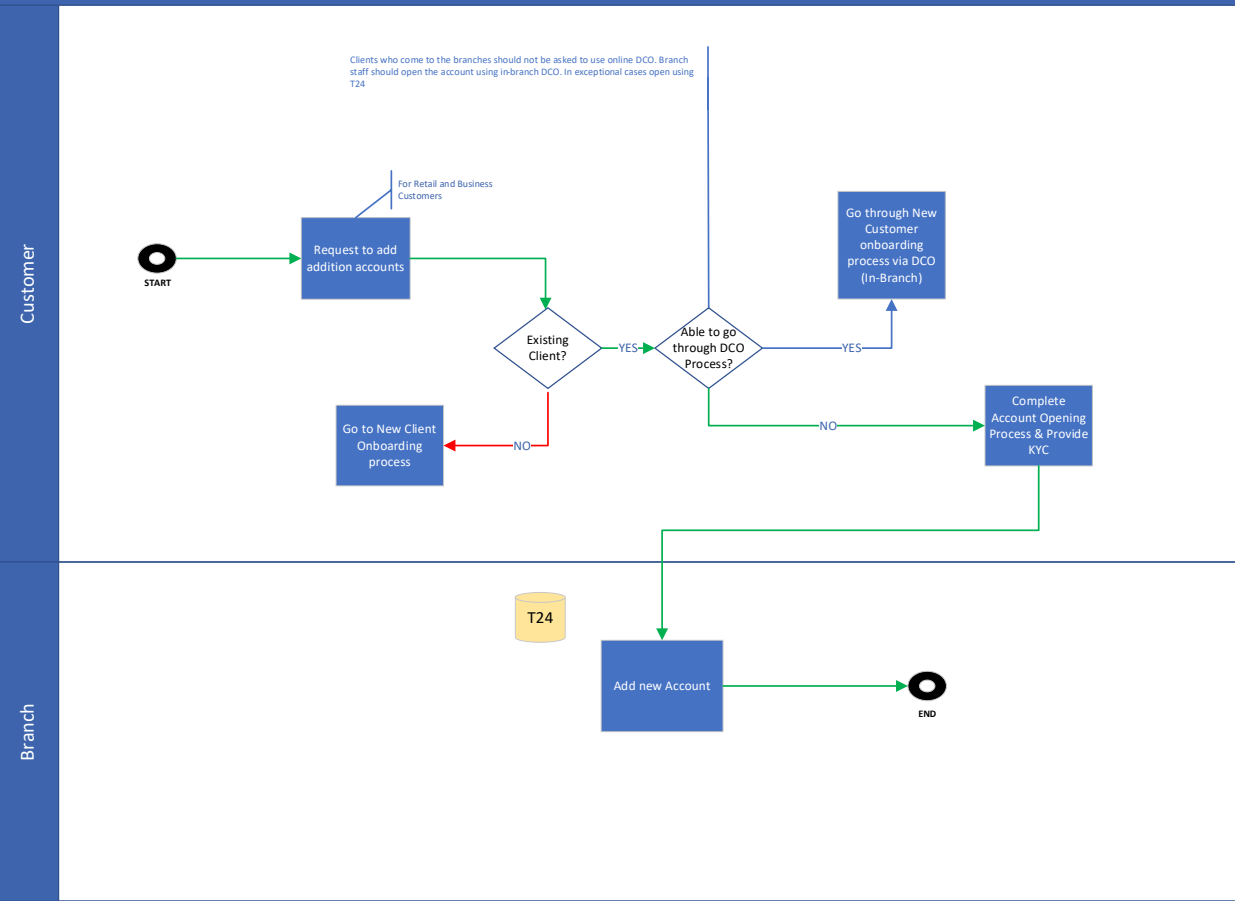 Clients who come to the branches should not be asked to use online DCO. Branch
staff should open the account using in-branch DCO. In exceptional cases open using
T24
For Retail and Business
Customers
Customer
START
Request to add
addition accounts
Go through New
Customer
onboarding
process via DCO
(In-Branch)
Existing
Client?
YES
Able to go
through DCO
Process?
YES
Go to New Client
Onboarding
process
NO
NO
Complete
Account Opening
Process & Provide
KYC
Branch
T24
Add new Account
END